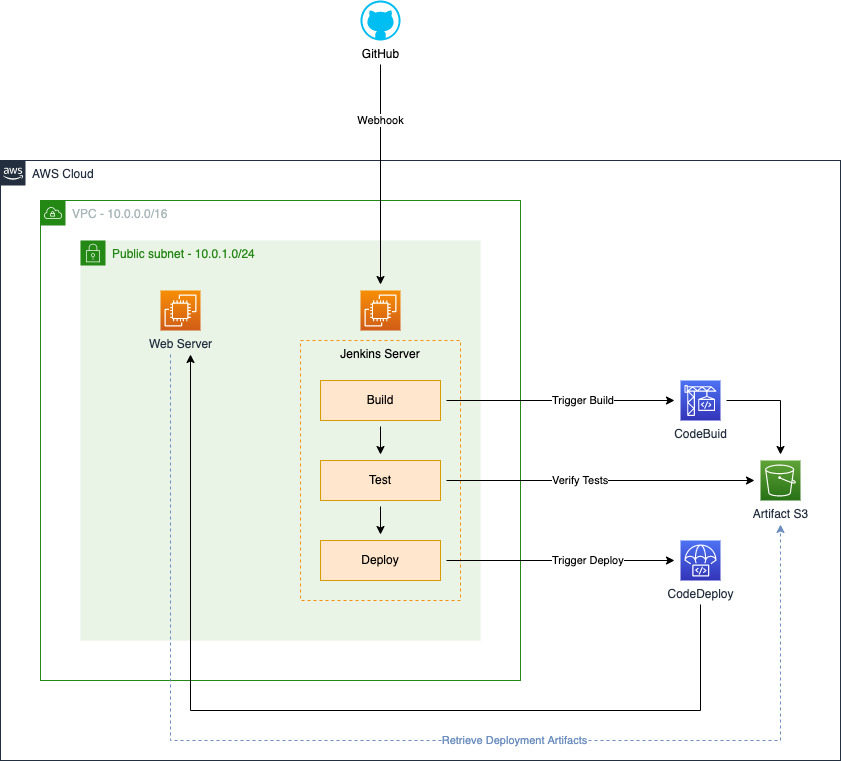 GitHub
Webhook
aws
AWS Cloud
VPC - 10.0.0.0/16
Public subnet - 10.0.1.0/24
Web Server
Jenkins Server
Build
Trigger Build
CodeBuid
Test
Verify Tests
Artifact S3
Deploy
Trigger Deploy
CodeDeploy
Retrieve Deployment Artifacts